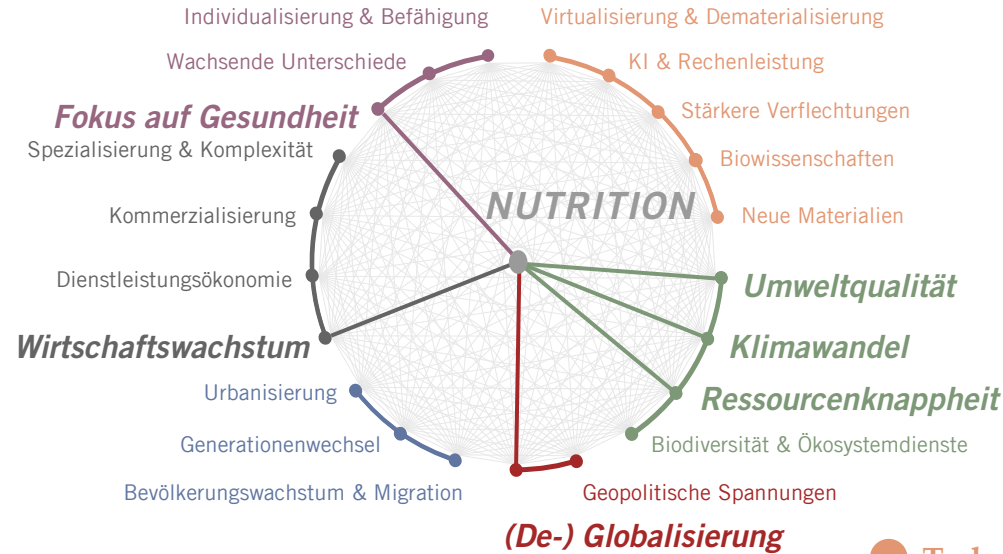 Individualisierung & Befähigung
Virtualisierung & Dematerialisierung
Wachsende Unterschiede
KI & Rechenleistung
Fokus auf Gesundheit
Stärkere Verflechtungen
Spezialisierung & Komplexität
Biowissenschaften
NUTRITION
Kommerzialisierung
Neue Materialien
Dienstleistungsökonomie
Umweltqualität
Wirtschaftswachstum
Klimawandel
Urbanisierung
Ressourcenknappheit
Generationenwechsel
Biodiversität & Ökosystemdienste
Bevölkerungswachstum & Migration
Geopolitische Spannungen
(De-) Globalisierung